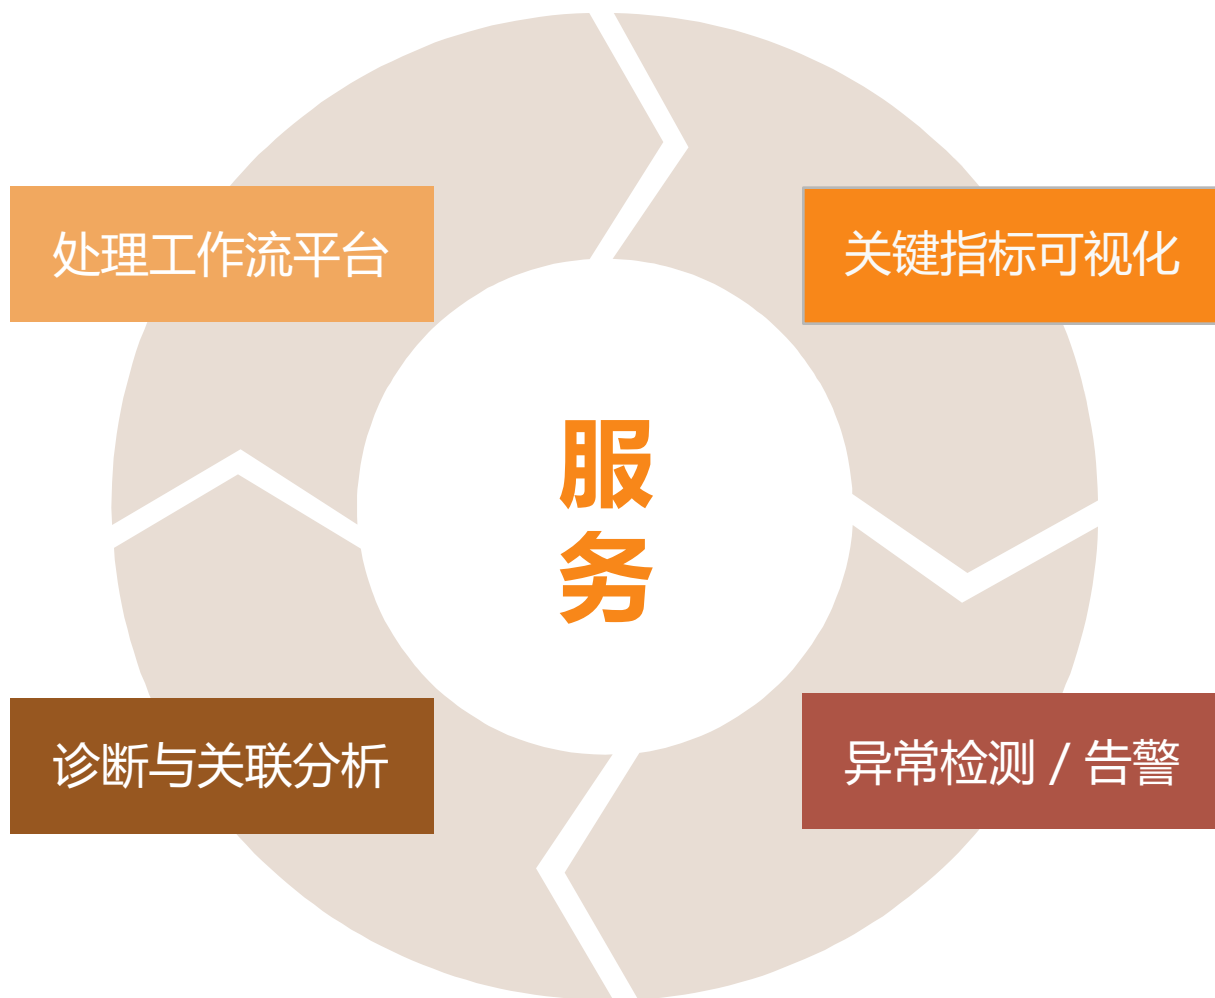 处理工作流平台
关键指标可视化
服
务
诊断与关联分析
异常检测 / 告警